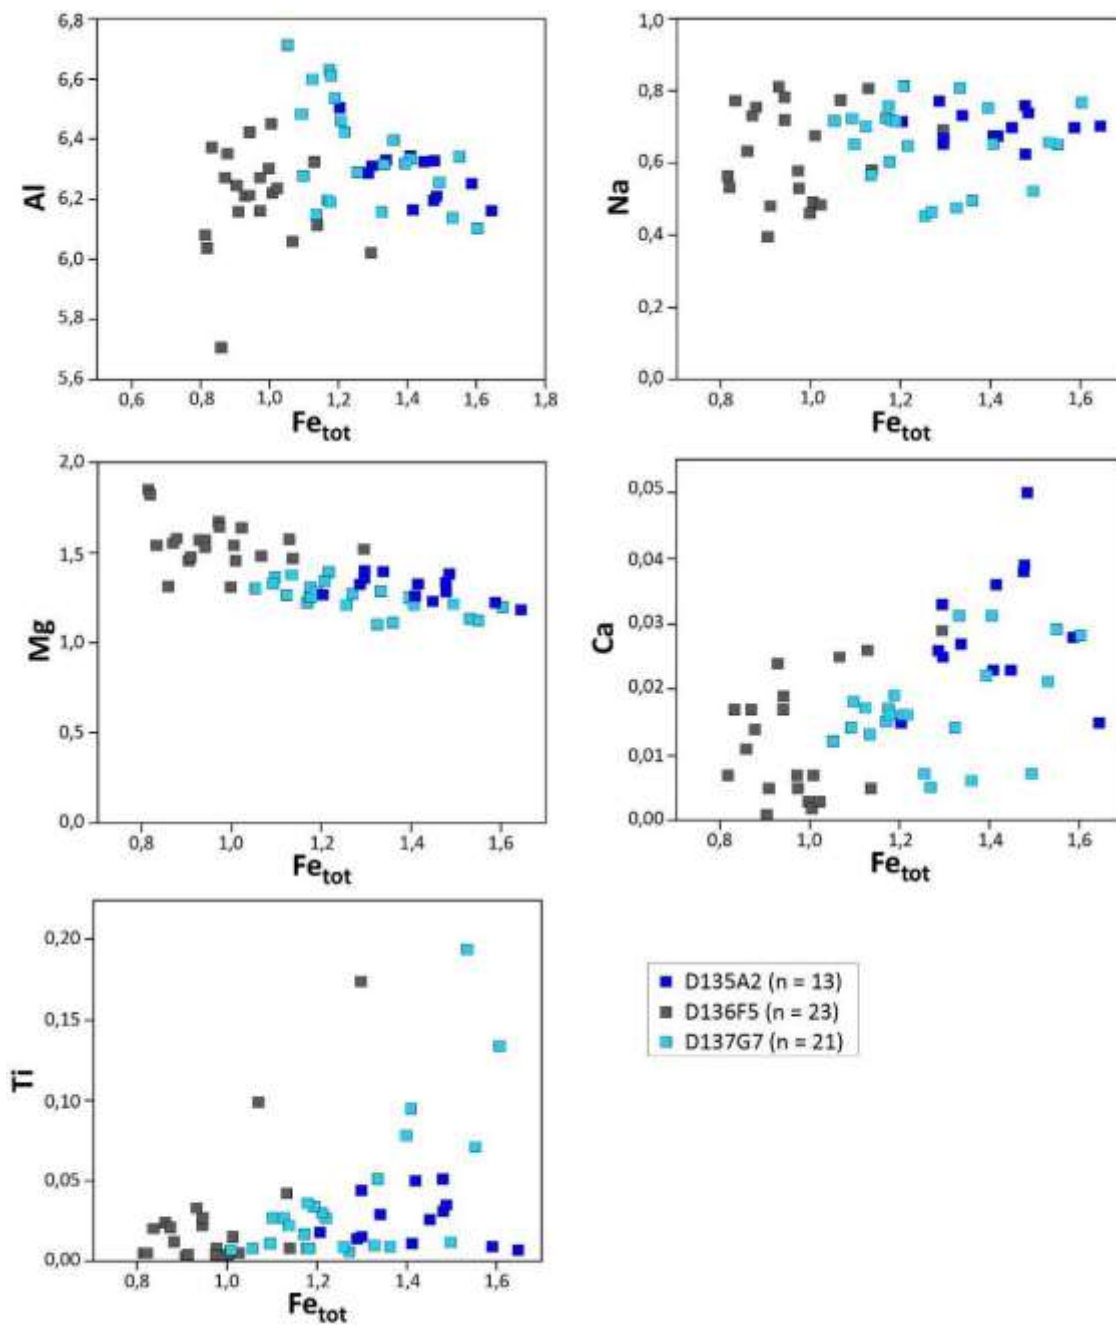 6,8
6,6
6,4
6,2
6,0
5,8
5,6
Al
0,6 0,8 1,0 1,2 1,4 1,6 1,8
Fetot
1,0
0,8
0,6
0,4
0,2
0,0
Na
0,8 1,0 1,2 1,4 1,6
Fetot
2,0
1,5
1,0
0,5
0,0
Mg
0,8 1,0 1,2 1,4 1,6
Fetot
0,05
0,04
0,03
0,02
0,01
0,00
Ca
0,8 1,0 1,2 1,4 1,6
Fetot
0,20
0,15
0,10
0,05
0,00
Ti
0,8 1,0 1,2 1,4 1,6
Fetot
D135A2 (n = 13)
D136F5 (n = 23)
D137G7 (n = 21)